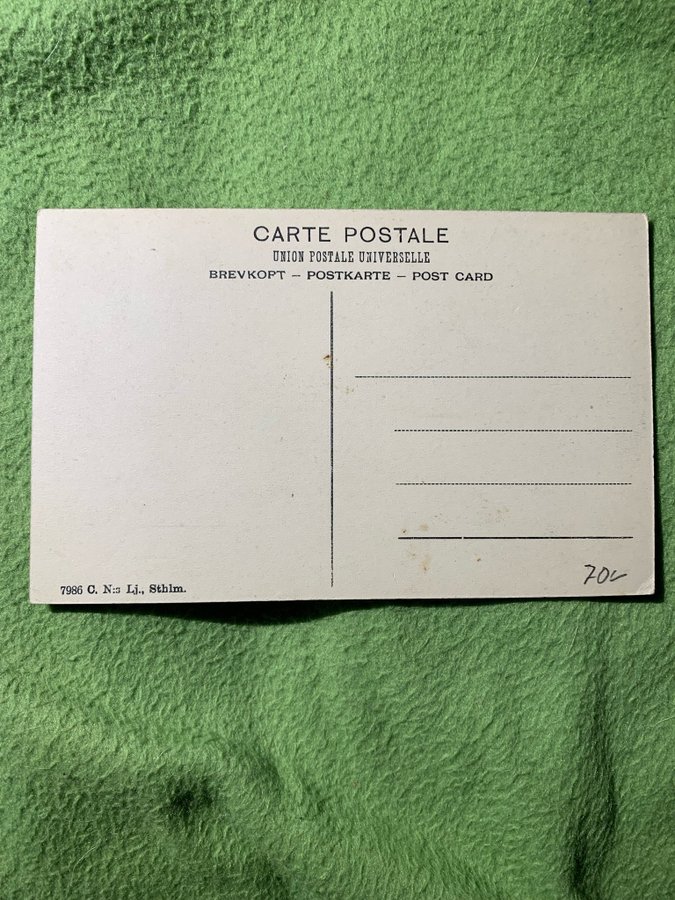 CARTE POSTALE
UNION POSTALE UNIVERSELLE
BREVKOPT – POSTKARTE – POST CARD
7986 C. N:s Lj., Sthlm.
70